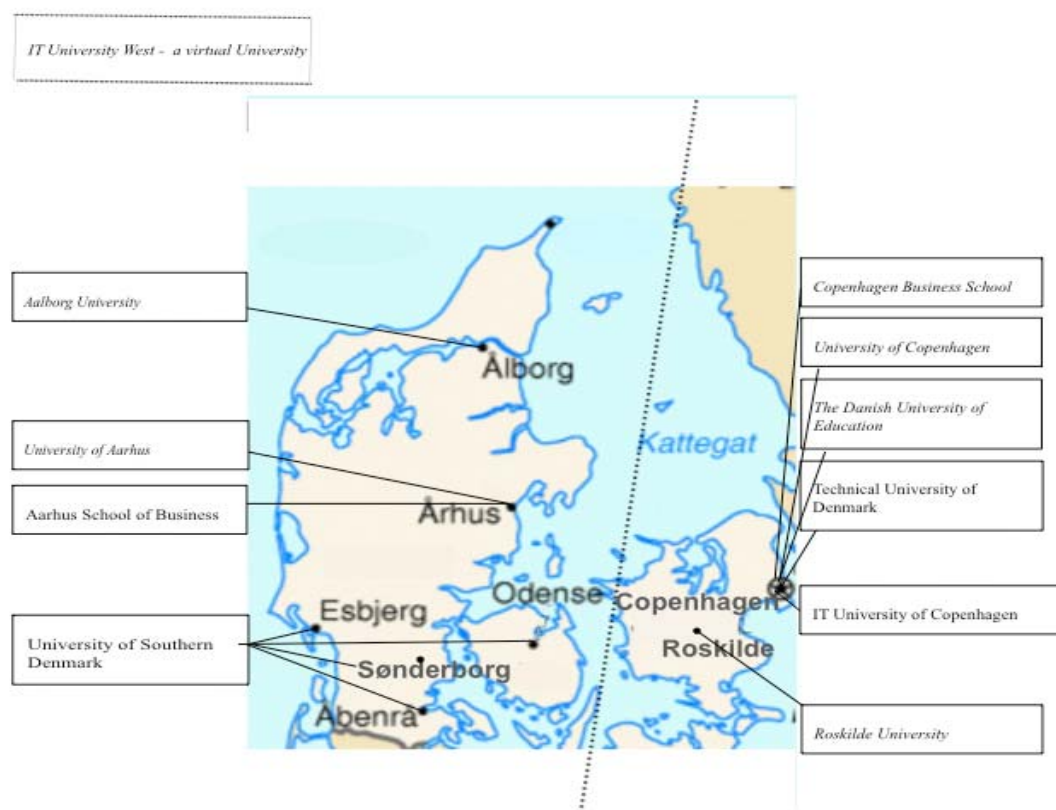 IT University West - a virtual University
Aalborg University
University of Aarhus
Aarhus School of Business
University of Southern
Denmark
Ålborg
Kattegat
Århus
Odense
Esbjerg
Copenhagen
Sønderborg
Roskilde
Abenra
Copenhagen Business School
University of Copenhagen
The Danish University of
Education
Technical University of
Denmark
IT University of Copenhagen
Roskilde University